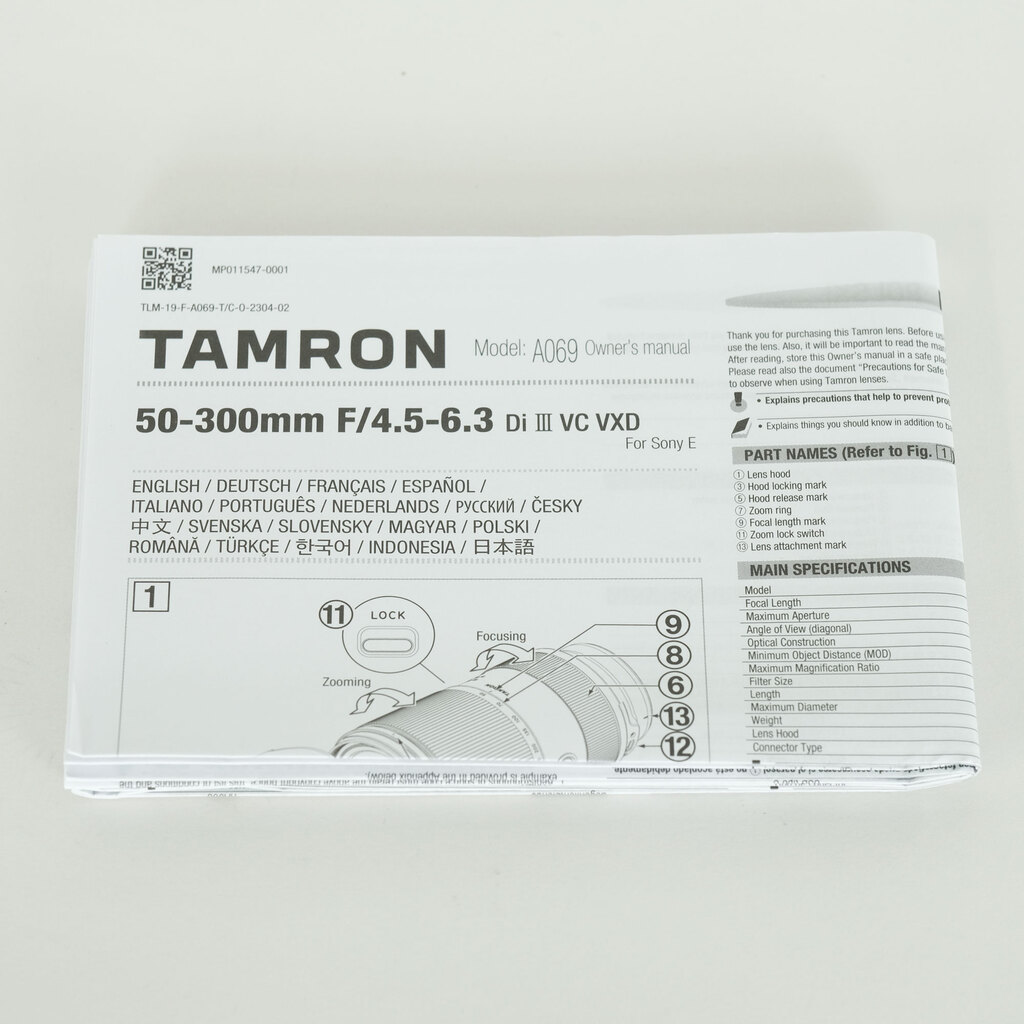 MP011547-0001
TLM-19-F-A069-T/C-0-2304-02
TAMRON Model: A069 Owner's manual
50-300mm F/4.5-6.3 Di III VC VXD
For Sony E
ENGLISH / DEUTSCH / FRANÇAIS / ESPAÑOL /
ITALIANO / PORTUGUÊS / NEDERLANDS / РУССКИЙ / ČESKY
中文 / SVENSKA / SLOVENSKY / MAGYAR / POLSKI /
ROMÂNĂ / TÜRKÇE / 한국어 / INDONESIA / 日本語
1
11 LOCK
Focusing
Zooming
9
8
6
13
12
Thank you for purchasing this Tamron lens. Before
use the lens. Also, it will be important to read the
After reading, store this Owner's manual in a safe
Please read also the document "Precautions for Safe
to observe when using Tamron lenses.
• Explains precautions that help to prevent
• Explains things you should know in addition to
PART NAMES (Refer to Fig. 1)
① Lens hood
③ Hood locking mark
⑤ Hood release mark
⑦ Zoom ring
⑨ Focal length mark
⑪ Zoom lock switch
⑬ Lens attachment mark
MAIN SPECIFICATIONS
Model
Focal Length
Maximum Aperture
Angle of View (diagonal)
Optical Construction
Minimum Object Distance (MOD)
Maximum Magnification Ratio
Filter Size
Length
Maximum Diameter
Weight
Lens Hood
Connector Type